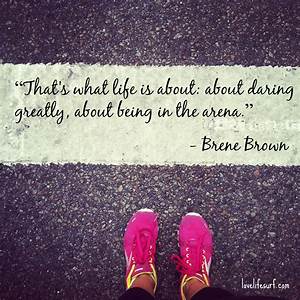 “That's what life is about: about daring
greatly, about being in the arena.”
- Brene Brown
lovelifesurf.com